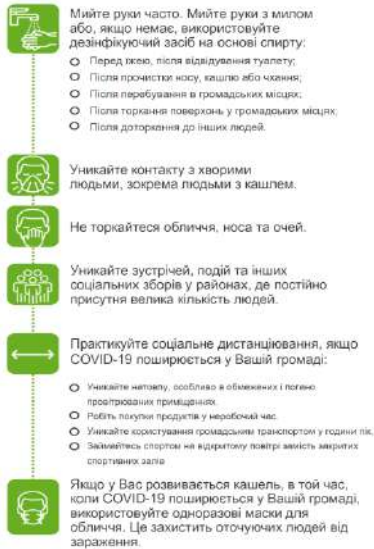 Мийте руки часто. Мийте руки з милом
або, якщо немає, використовуйте
дезінфікуючий засіб на основі спирту:
Перед їжею, після відвідування туалету;
Після прочистки носу, кашлю або чхання;
Після перебування в громадських місцях;
Після торкання поверхонь у громадських місцях;
Після доторкання до інших людей.
Уникайте контакту з хворими
людьми, зокрема людьми з кашлем.
Не торкайтеся обличчя, носа та очей.
Уникайте зустрічей, подій та інших
соціальних зборів у районах, де постійно
присутня велика кількість людей.
Практикуйте соціальне дистанціювання, якщо
COVID-19 поширюється у Вашій громаді:
Уникайте натовпу, особливо в обмежених і погано
провітрюваних приміщеннях.
Робіть покупки продуктів у неробочий час.
Уникайте користування громадським транспортом у години пік.
Займайтесь спортом на відкритому повітрі замість закритих
спортивних залів
Якщо у Вас розвивається кашель, в той час,
коли COVID-19 поширюється у Вашій громаді,
використовуйте одноразові маски для
обличчя. Це захистить оточуючих людей від
зараження.